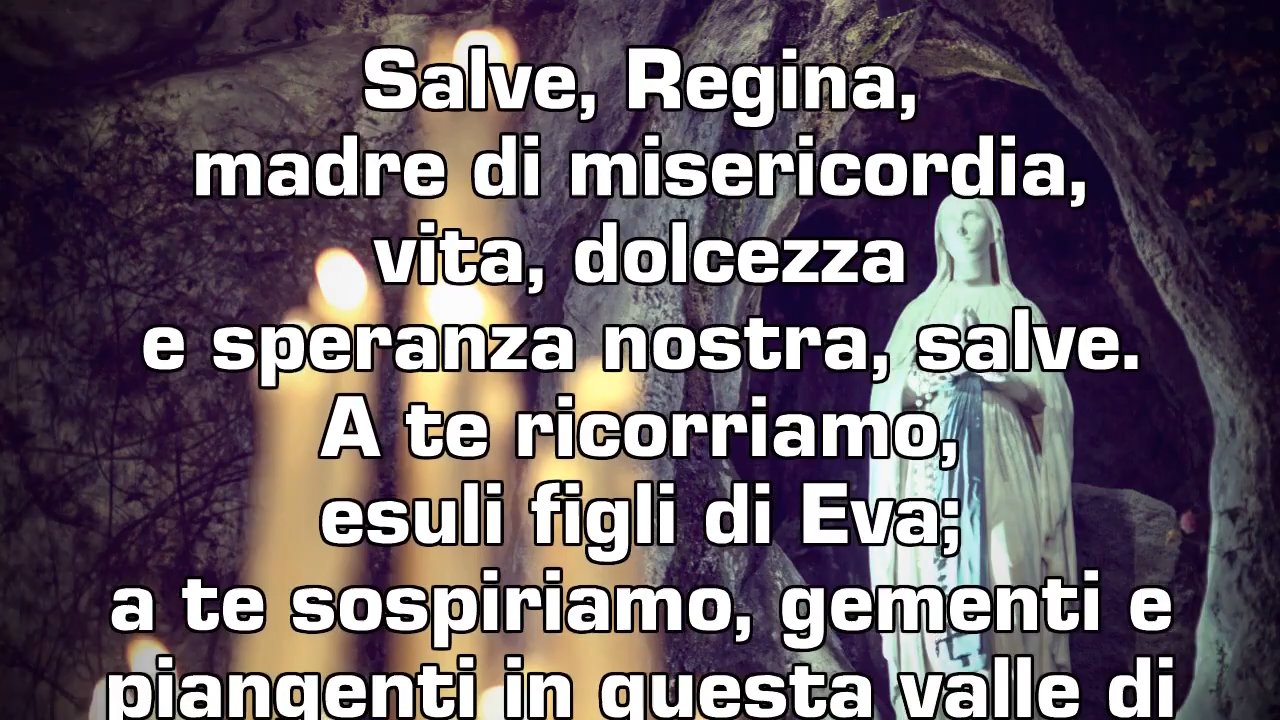 Salve, Regina,
madre di misericordia,
vita, dolcezza
e speranza nostra, salve.
A te ricorriamo,
esuli figli di Eva;
a te sospiriamo, gementi e
piangenti in questa valle di